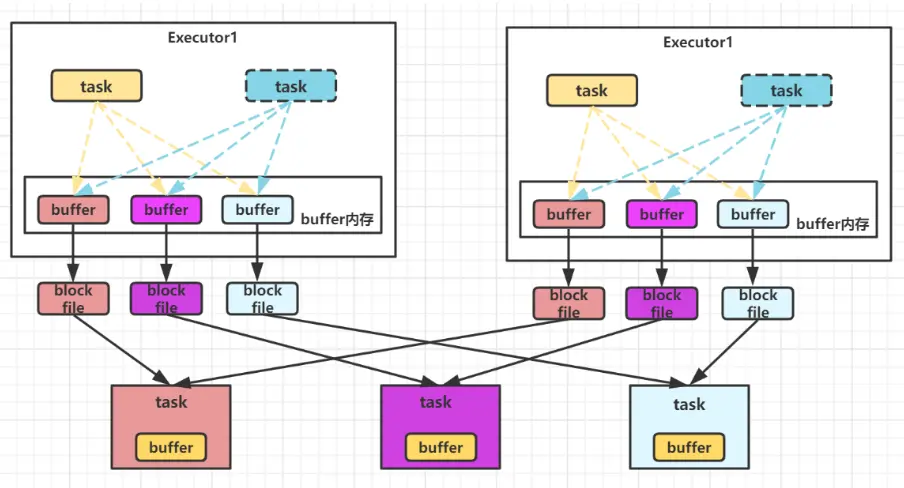 Executor1
task
task
buffer
buffer
buffer
buffer内存
block
file
block
file
block
file
Executor1
task
task
buffer
buffer
buffer
buffer内存
block
file
block
file
block
file
task
buffer
task
buffer
task
buffer